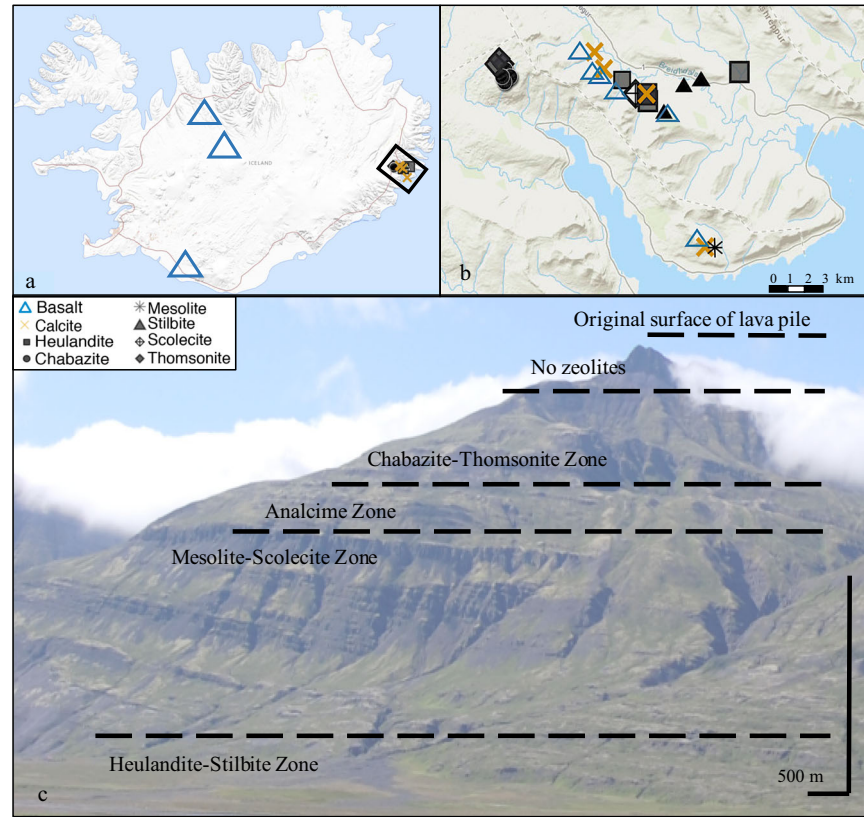 ICELAND
a
b
0 1 2 3 km
Basalt
Calcite
Heulandite
Chabazite
Mesolite
Stilbite
Scolecite
Thomsonite
Original surface of lava pile
No zeolites
Chabazite-Thomsonite Zone
Analcime Zone
Mesolite-Scolecite Zone
Heulandite-Stilbite Zone
500 m
c